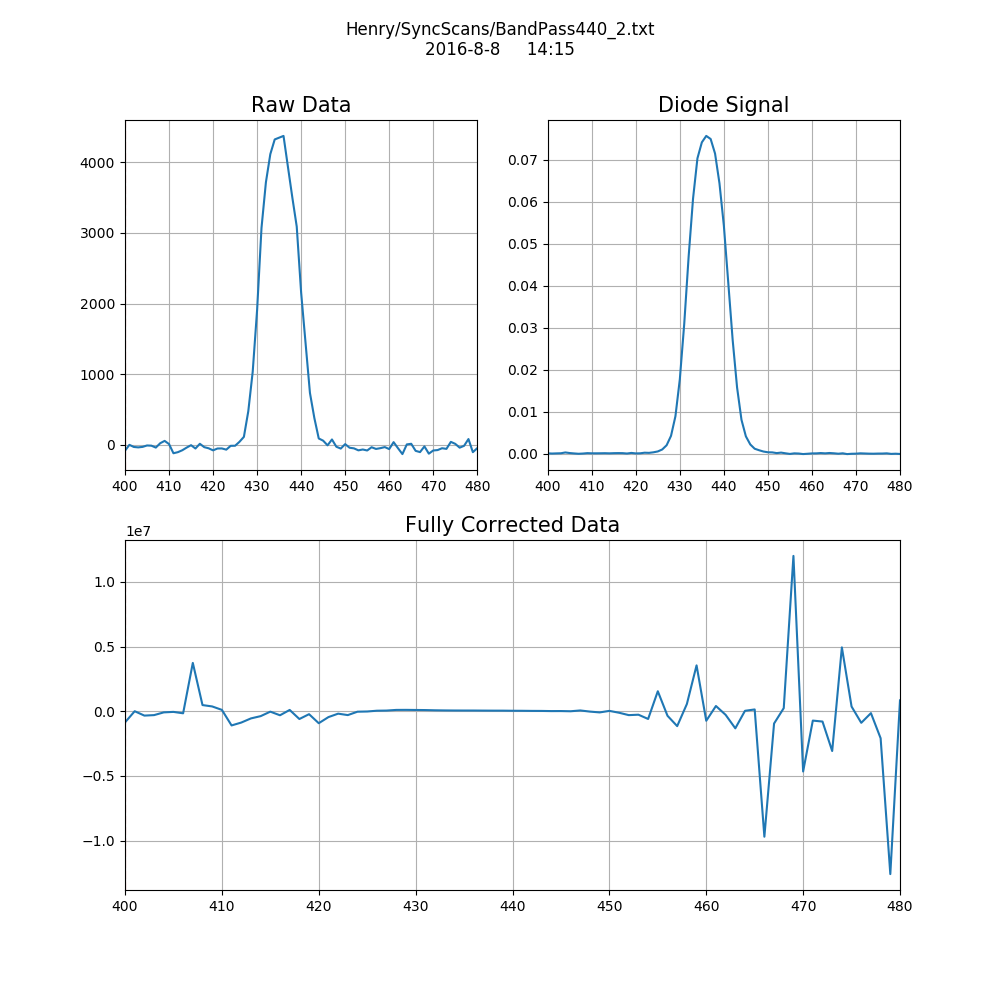 Henry/SyncScans/BandPass440_2.txt
2016-8-8 14:15
Raw Data
4000
3000
2000
1000
0
400 410 420 430 440 450 460 470 480
Diode Signal
0.07
0.06
0.05
0.04
0.03
0.02
0.01
0.00
400 410 420 430 440 450 460 470 480
Fully Corrected Data
1e7
1.0
0.5
0.0
−0.5
−1.0
400 410 420 430 440 450 460 470 480